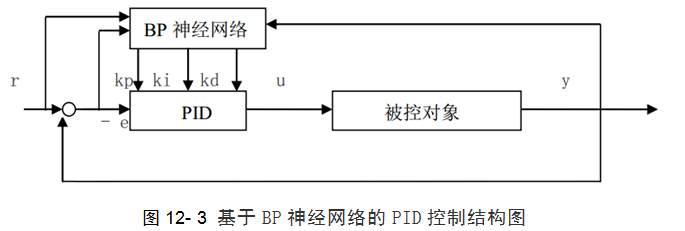 BP 神经网络
r
kp ki kd
u
y
- e
PID
被控对象
图 12- 3 基于 BP 神经网络的 PID 控制结构图